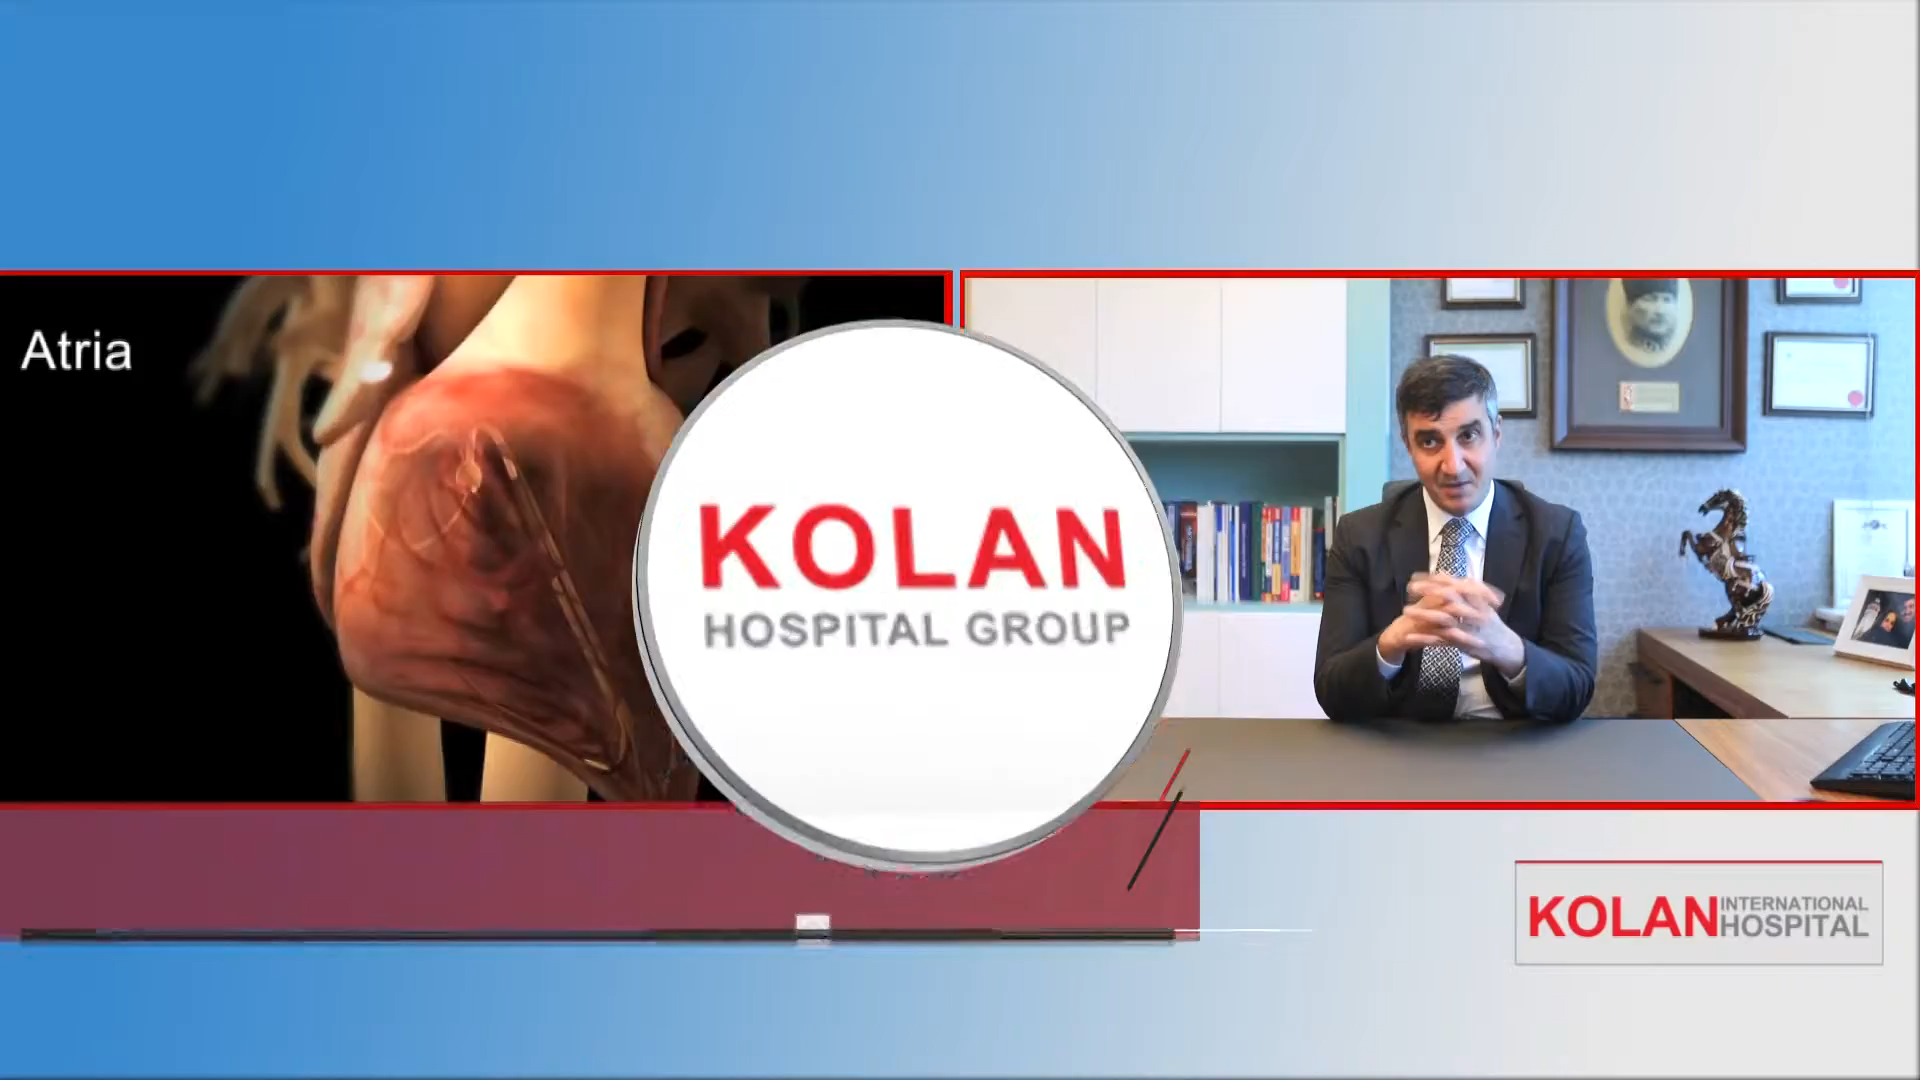 Atria
KOLAN
HOSPITAL GROUP
KOLAN INTERNATIONAL
HOSPITAL